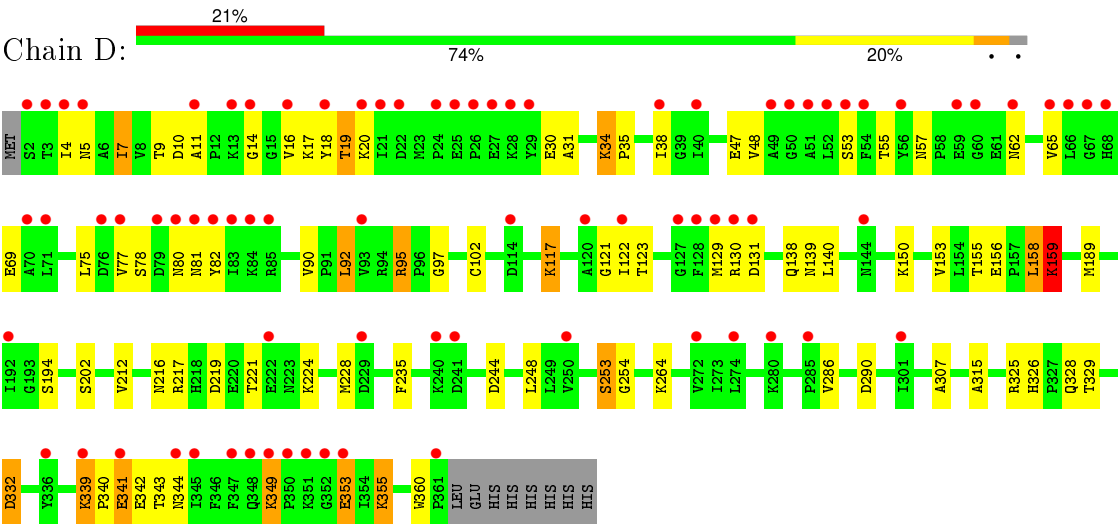 21%
Chain D:
74% 20% • •
MET S2 T3 I4 N5 A6 I7 V8 T9 D10 A11 P12 K13 G14 G15 V16 K17 Y18 T19 K20 I21 D22 M23 P24 E25 P26 E27 K28 Y29 E30 A31 K34 P35 I38 G39 I40 E47 V48 A49 G50 A51 L52 S53 F54 T55 Y56 N57 P58 E59 G60 E61 N62 V65 L66 G67 H68
E69 A70 L71 L75 D76 V77 S78 D79 N80 N81 Y82 I83 K84 R85 V90 P91 L92 V93 R94 R95 P96 G97 C102 D114 K117 A120 G121 I122 T123 G127 F128 M129 R130 D131 Q138 N139 L140 N144 K150 V153 L154 T155 E156 P157 L158 K159 M189
I192 G193 S194 S202 V212 N216 R217 H218 D219 E220 T221 E222 N223 K224 M228 D229 F235 K240 D241 D244 L248 L249 V250 S253 G254 K264 V272 I273 L274 K280 P285 V286 D290 I301 A307 A315 R325 H326 P327 Q328 T329
D332 Y336 K339 P340 E341 E342 T343 N344 I345 F346 F347 Q348 K349 P350 K351 G352 E353 I354 K355 W360 P361 LEU GLU HIS HIS HIS HIS HIS HIS